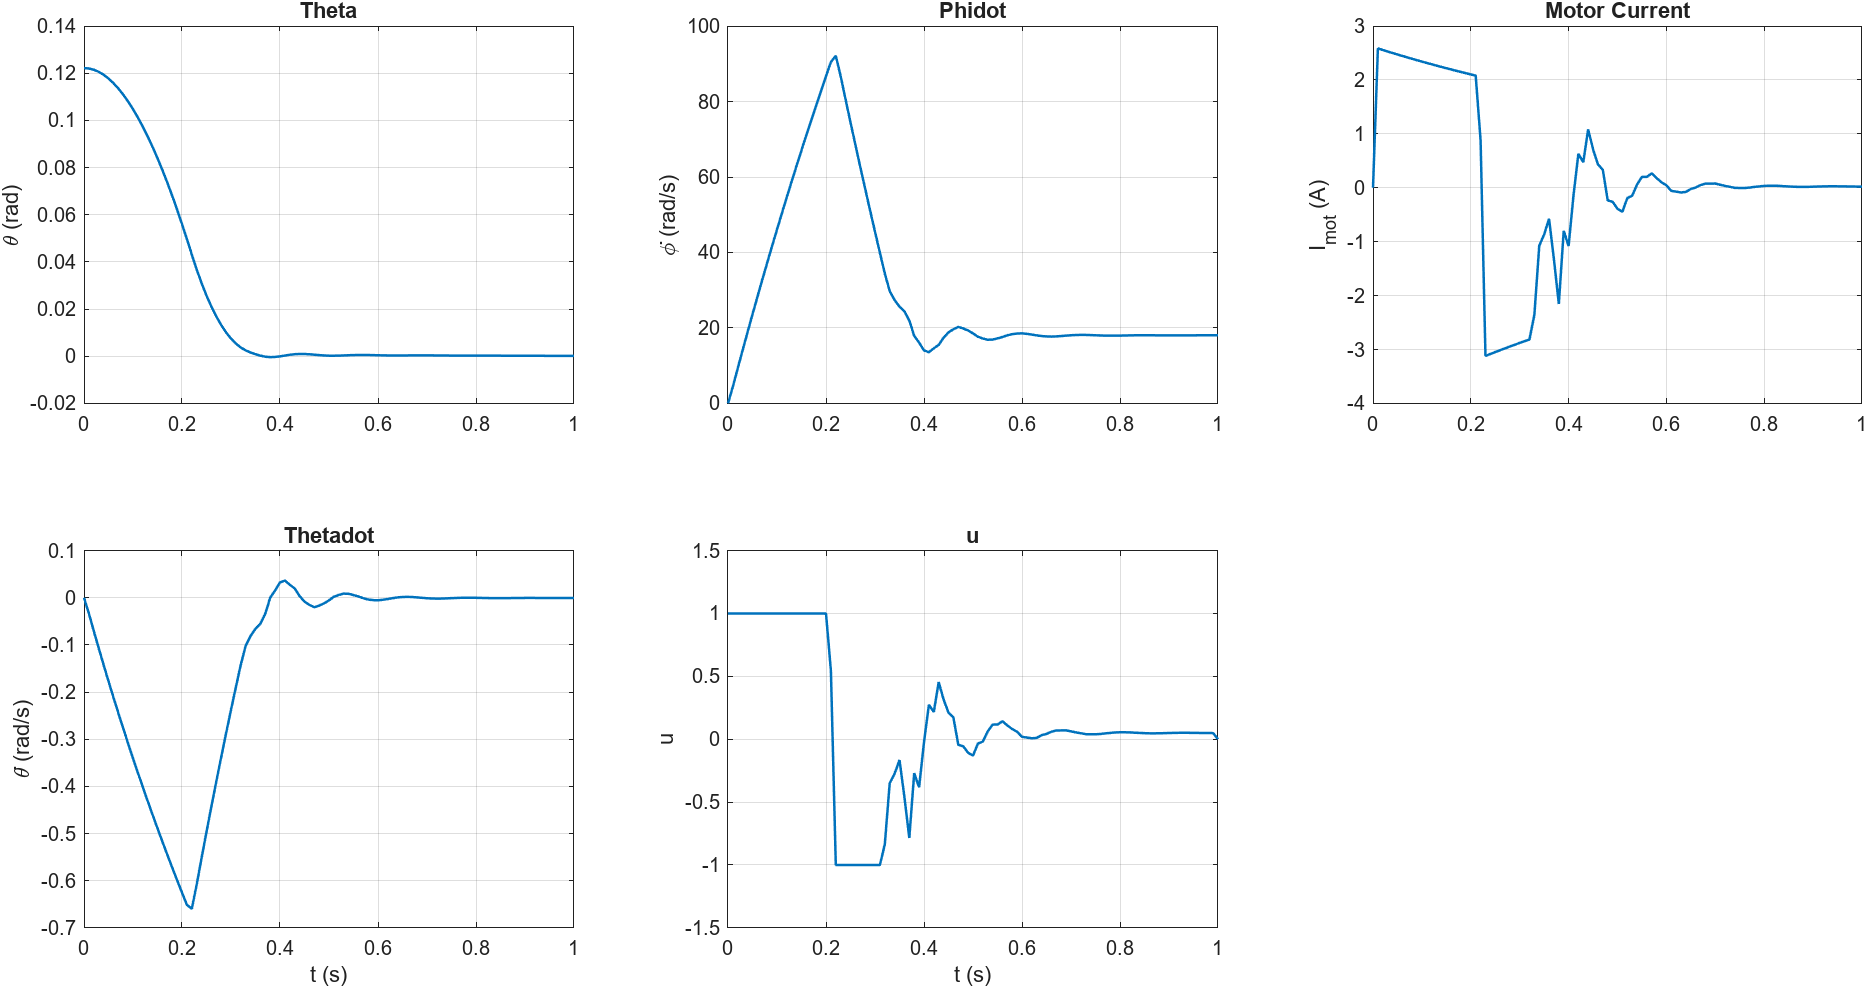 Theta
0.14
0.12
0.1
0.08
0.06
0.04
0.02
0
-0.02
θ (rad)
0 0.2 0.4 0.6 0.8 1
Phidot
100
80
60
40
20
0
ϕ̇ (rad/s)
0 0.2 0.4 0.6 0.8 1
Motor Current
3
2
1
0
-1
-2
-3
-4
I_mot (A)
0 0.2 0.4 0.6 0.8 1
Thetadot
0.1
0
-0.1
-0.2
-0.3
-0.4
-0.5
-0.6
-0.7
θ̇ (rad/s)
0 0.2 0.4 0.6 0.8 1
t (s)
u
1.5
1
0.5
0
-0.5
-1
-1.5
u
0 0.2 0.4 0.6 0.8 1
t (s)